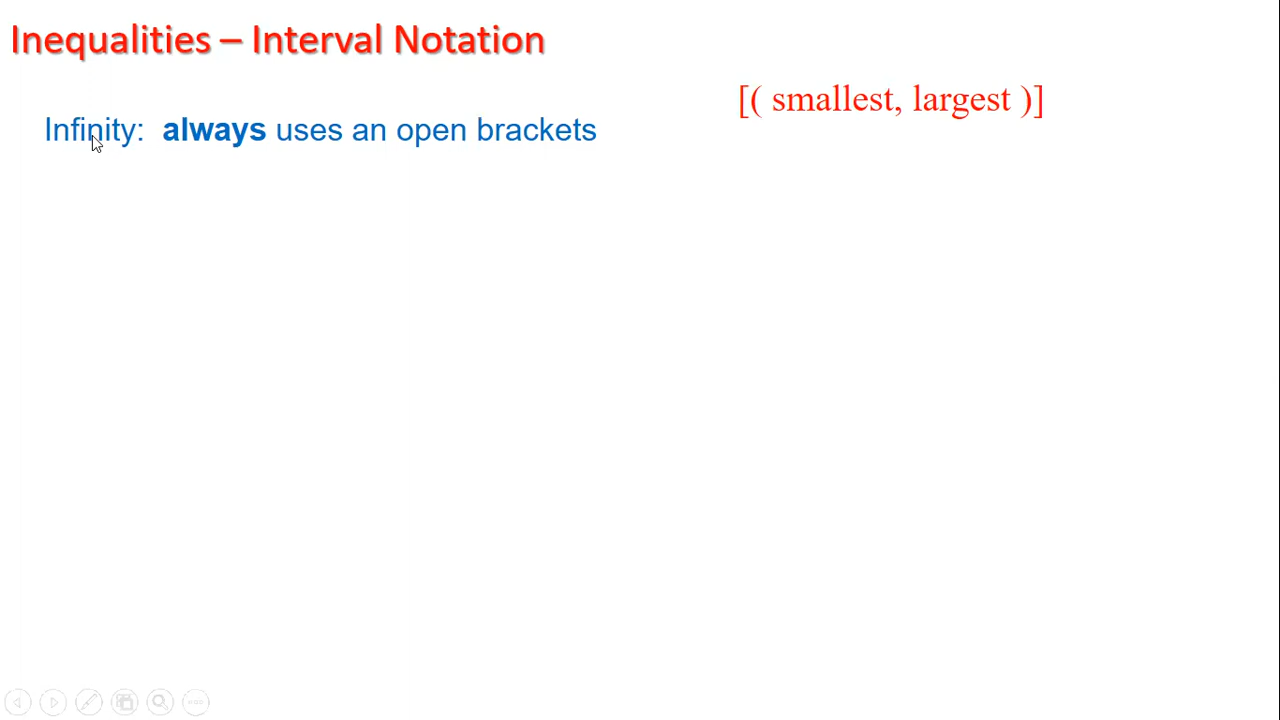 Inequalities – Interval Notation
[( smallest, largest )]
Infinity: always uses an open brackets